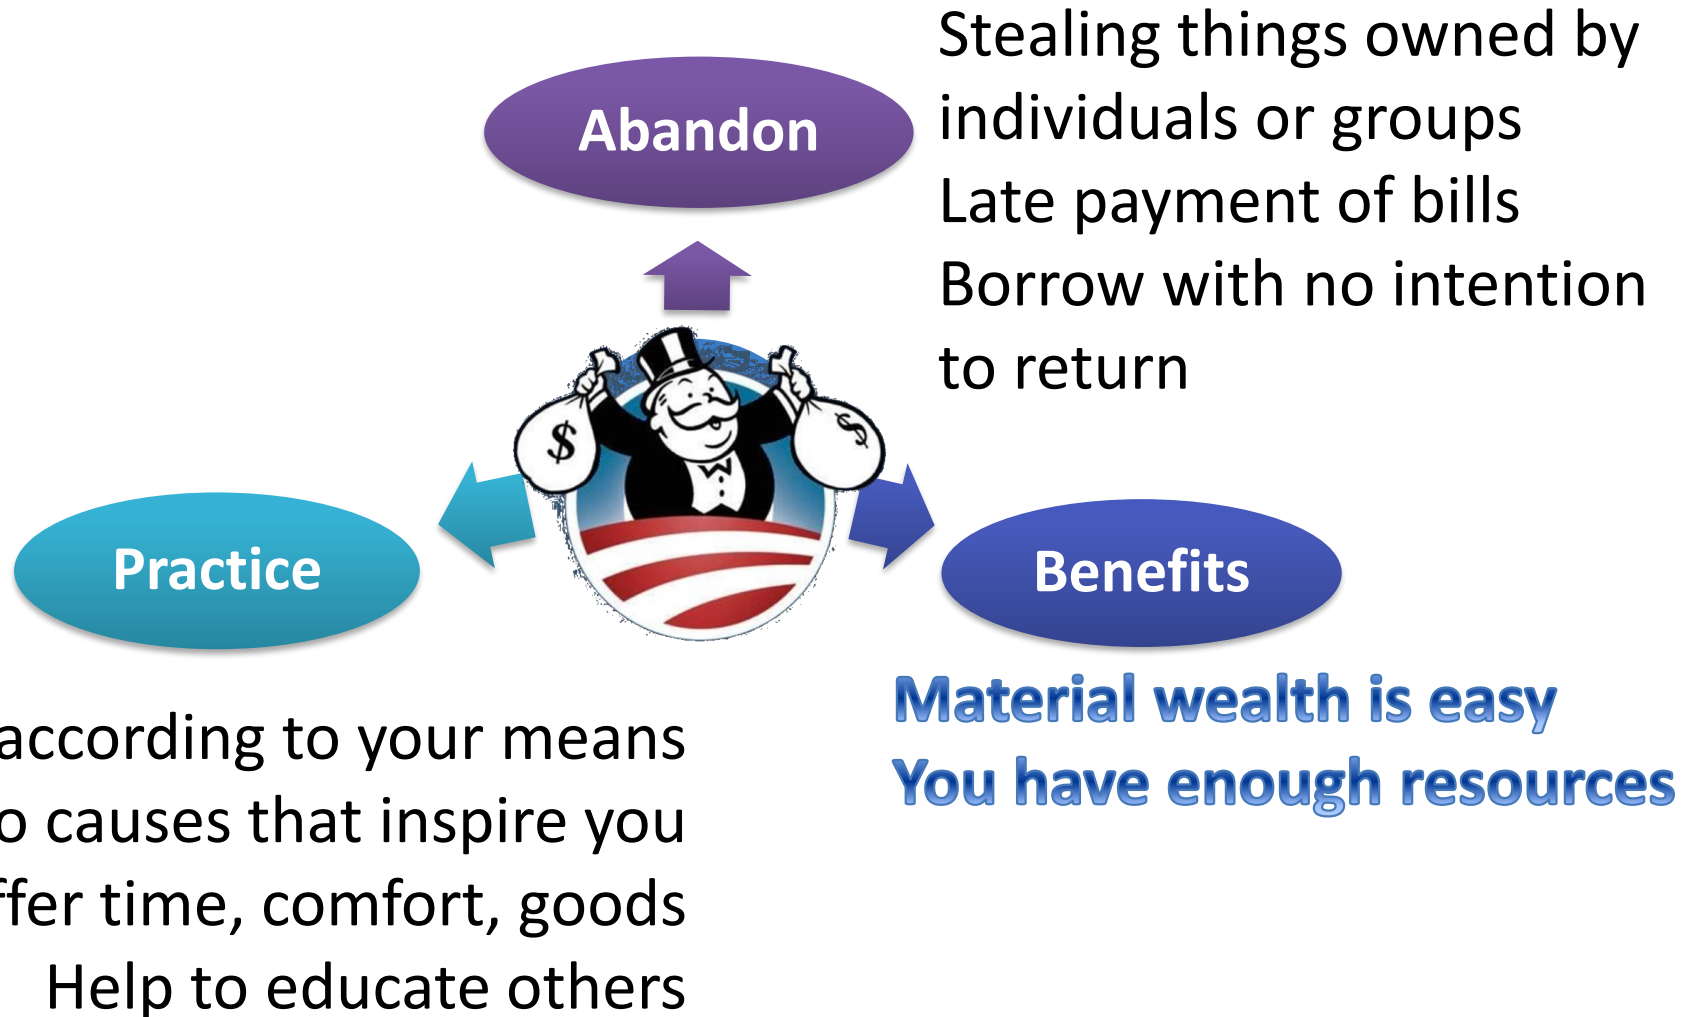 Abandon
Stealing things owned by
individuals or groups
Late payment of bills
Borrow with no intention
to return
$
$
Practice
according to your means
causes that inspire you
time, comfort, goods
Help to educate others
Benefits
Material wealth is easy
You have enough resources